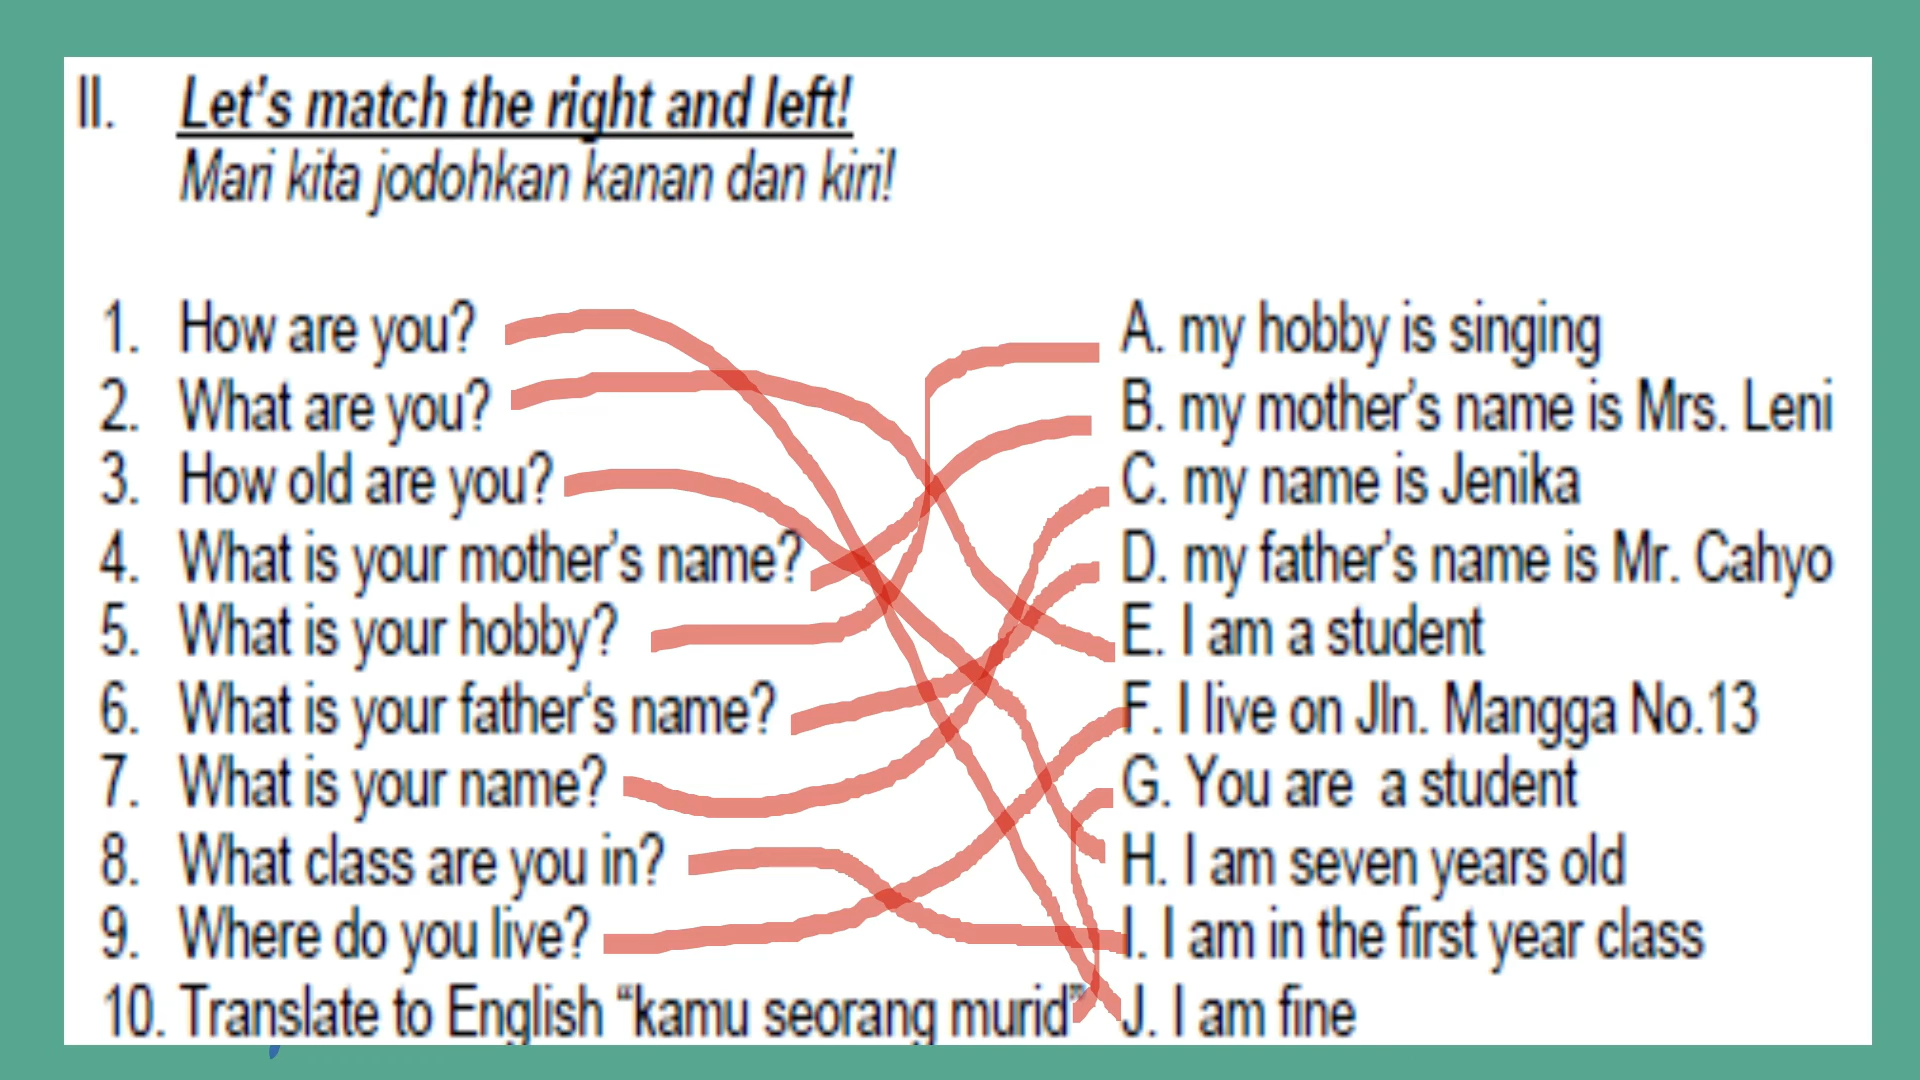 II. Let's match the right and left!
Mari kita jodohkan kanan dan kiri!
1. How are you?
2. What are you?
3. How old are you?
4. What is your mother's name?
5. What is your hobby?
6. What is your father's name?
7. What is your name?
8. What class are you in?
9. Where do you live?
10. Translate to English “kamu seorang murid”
A. my hobby is singing
B. my mother's name is Mrs. Leni
C. my name is Jenika
D. my father's name is Mr. Cahyo
E. I am a student
F. I live on Jln. Mangga No.13
G. You are a student
H. I am seven years old
I. I am in the first year class
J. I am fine